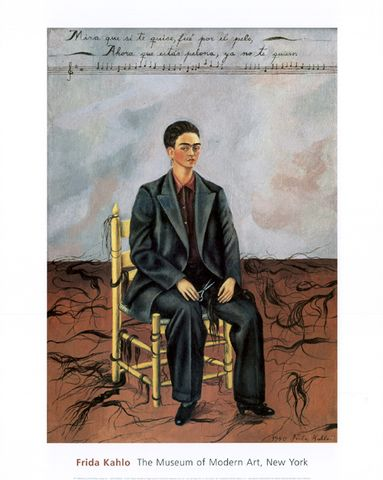 Mira que si te quise, fué por el pelo,
Ahora que estás pelona, ya no te quiero.
1940 Frida Kahlo.
Frida Kahlo The Museum of Modern Art, New York